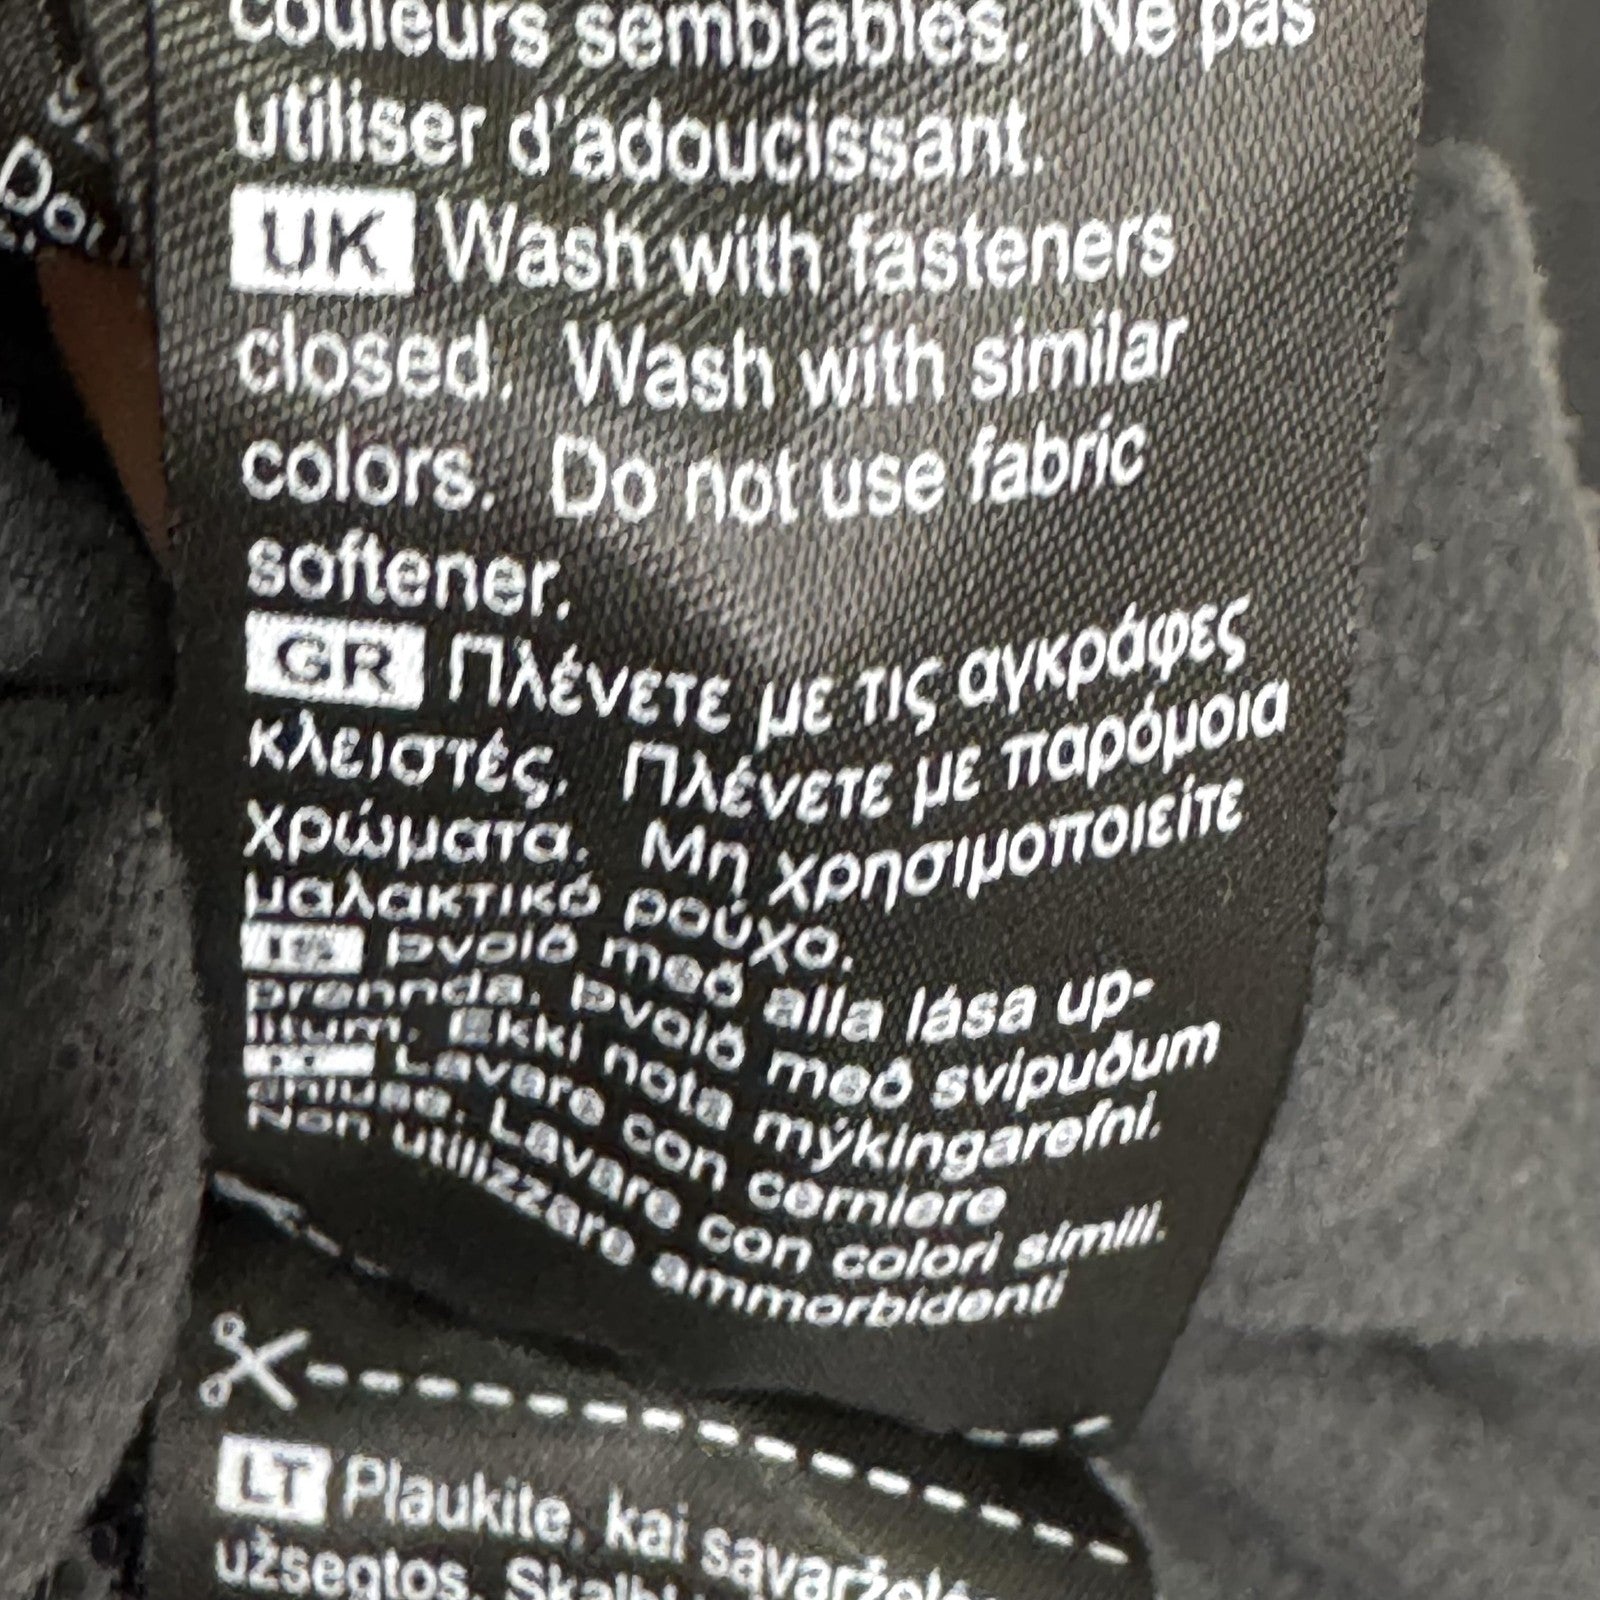 couleurs semblables. Ne pas
utiliser d'adoucissant.
UK Wash with fasteners
closed. Wash with similar
colors. Do not use fabric
softener.
GR Πλένετε με τις αγκράφες
κλειστές. Πλένετε με παρόμοια
χρώματα. Μη χρησιμοποιείτε
μαλακτικό ρούχο.
Þvoið með alla lása up-
prennda. Þvoið með svipuðum
litum. Ekki nota mýkingarefni.
Lavare con cerniere
chiuse. Lavare con colori simili.
Non utilizzare ammorbidenti
LT Plaukite, kai savarželė
užsegtos.